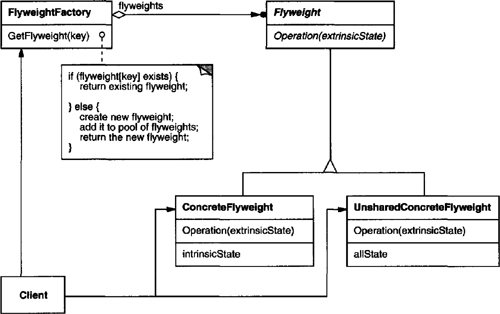 FlyweightFactory
flyweights
Flyweight
GetFlyweight(key)
Operation(extrinsicState)
if (flyweight[key] exists) {
return existing flyweight;
} else {
create new flyweight;
add it to pool of flyweights;
return the new flyweight;
}
ConcreteFlyweight
Operation(extrinsicState)
intrinsicState
UnsharedConcreteFlyweight
Operation(extrinsicState)
allState
Client